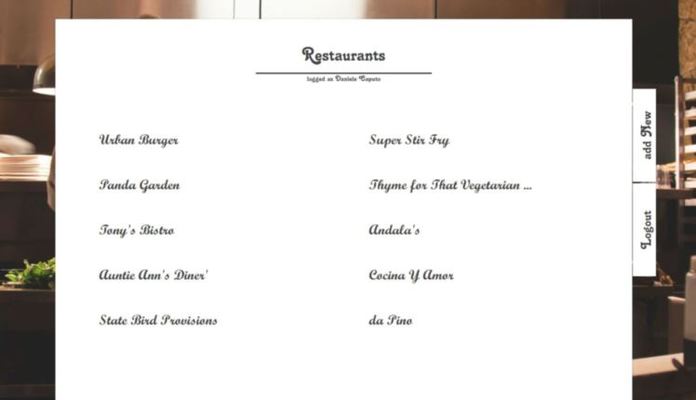 Restaurants
logged as Daniele Caputo
Urban Burger
Super Stir Fry
Panda Garden
Thyme for That Vegetarian ...
Tony's Bistro
Andala's
Auntie Ann's Diner'
Cocina Y Amor
State Bird Provisions
da Pino
add New
Logout